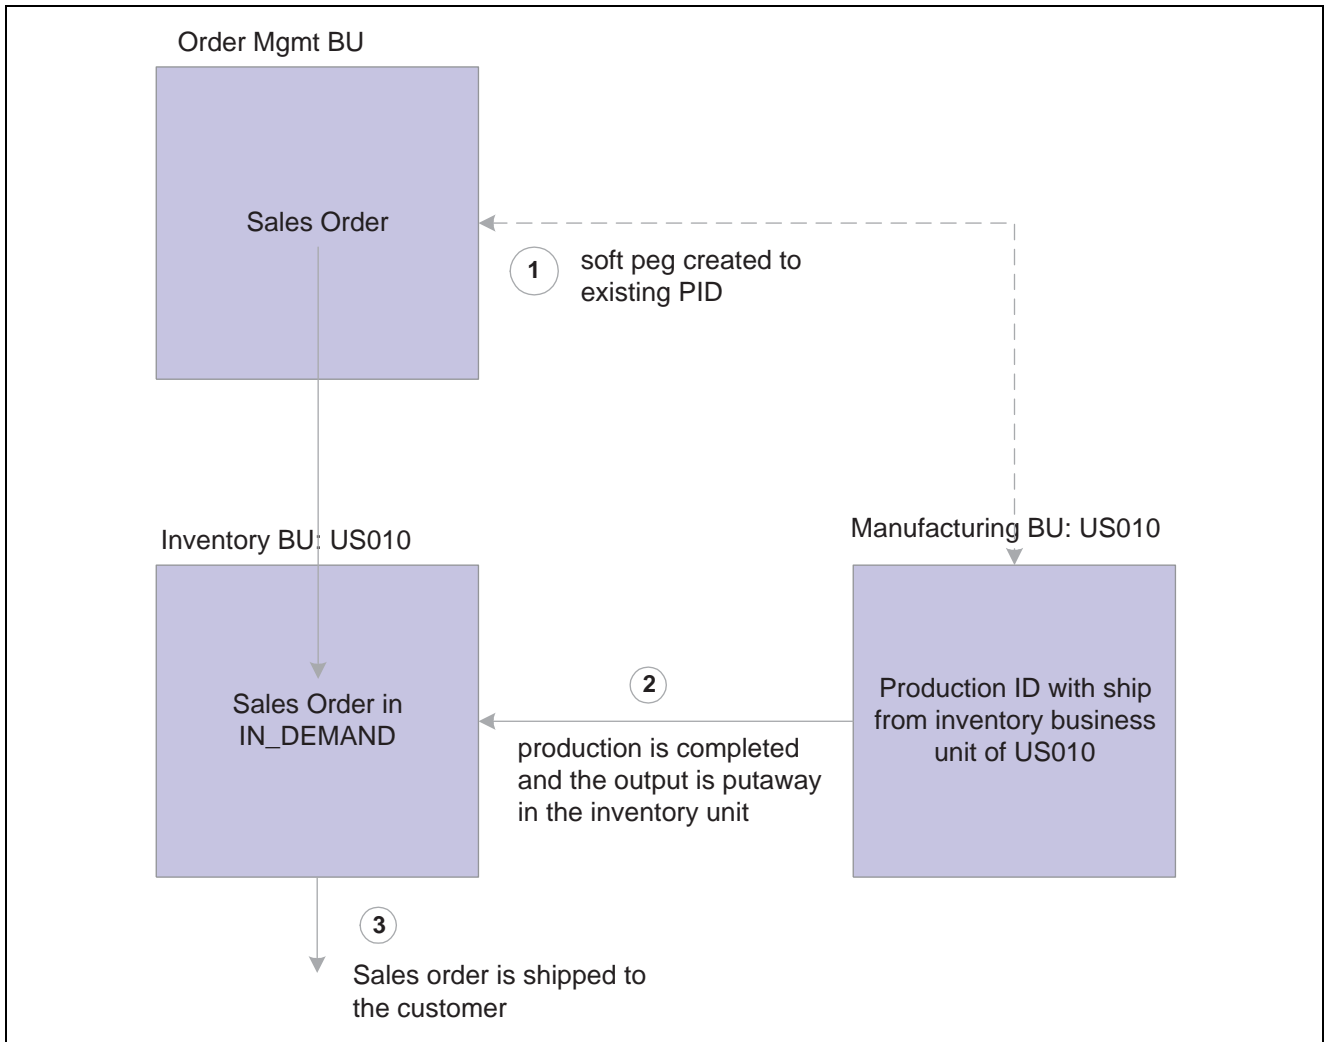 Order Mgmt BU
Sales Order
1
soft peg created to
existing PID
Inventory BU: US010
Manufacturing BU: US010
Sales Order in
IN_DEMAND
2
production is completed
and the output is putaway
in the inventory unit
Production ID with ship
from inventory business
unit of US010
3
Sales order is shipped to
the customer